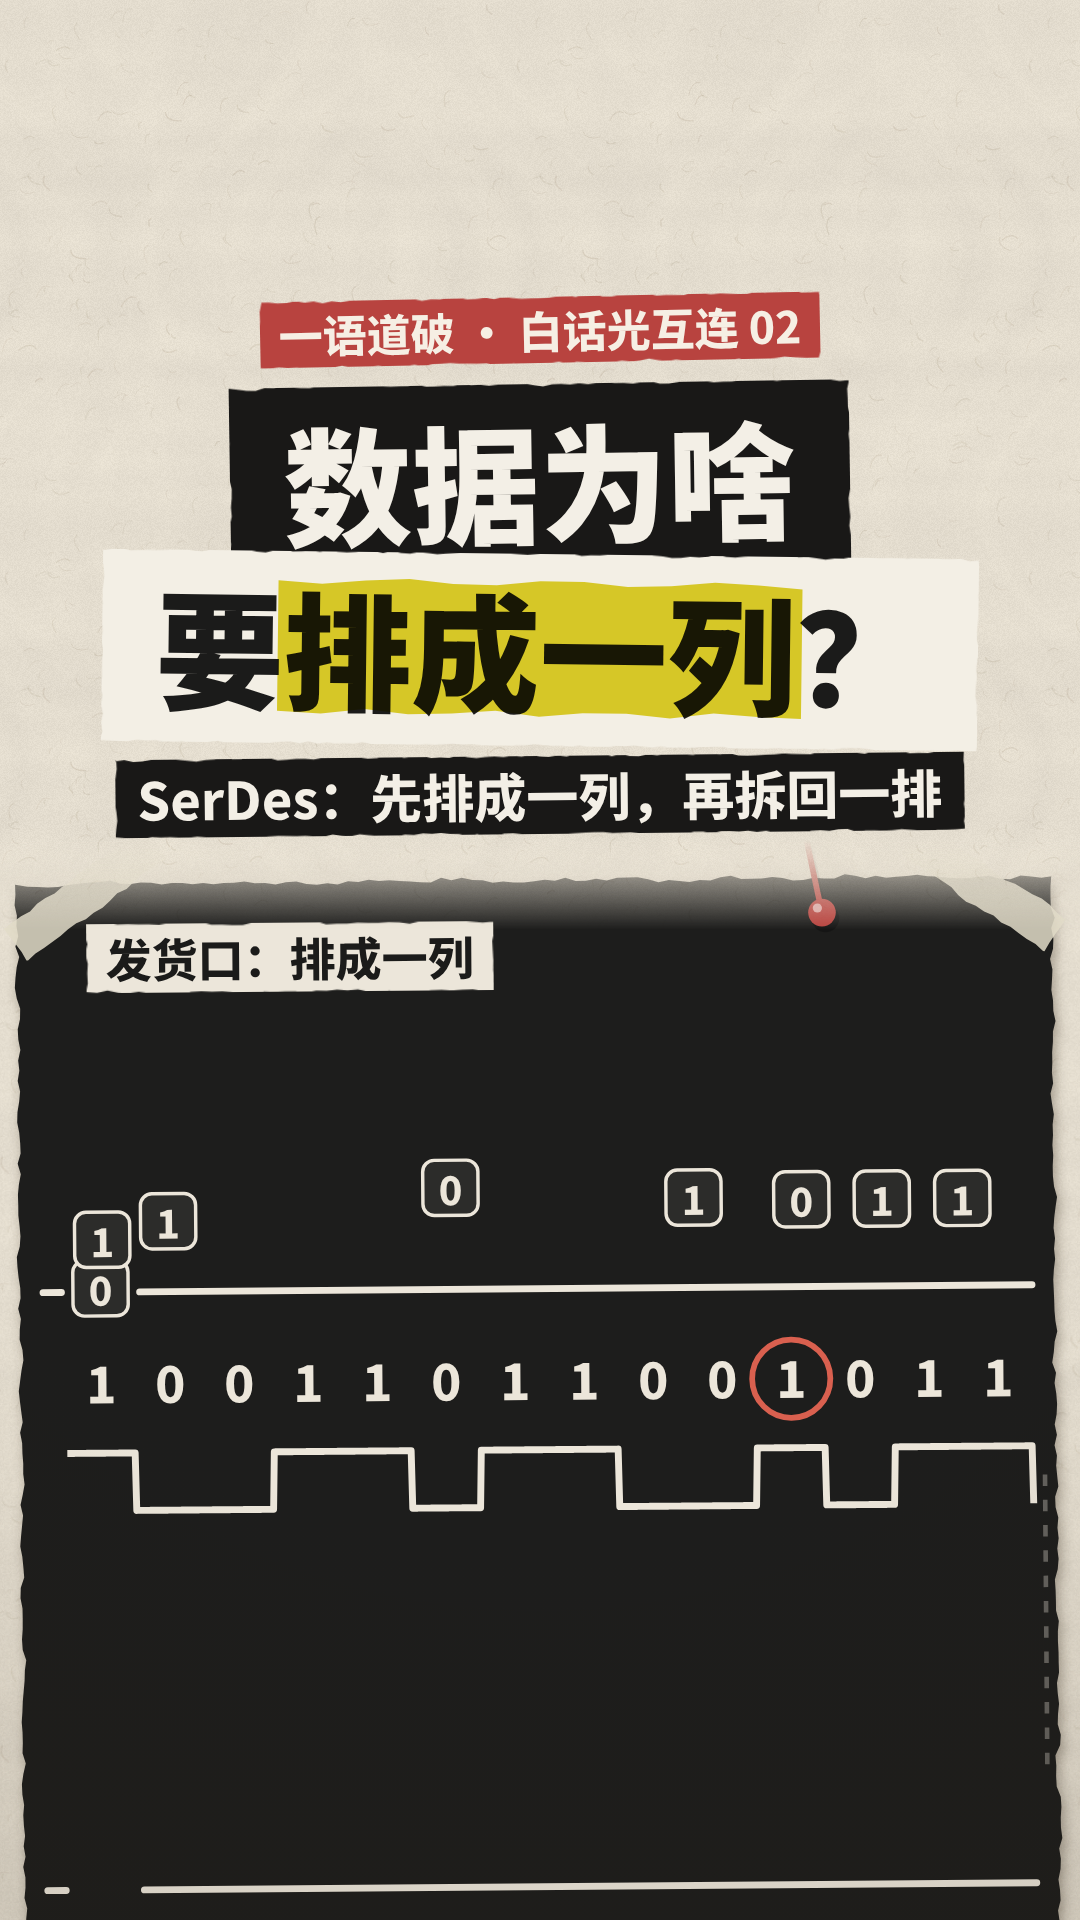 一语道破 · 白话光互连 02
数据为啥
要排成一列？
SerDes：先排成一列，再拆回一排
发货口：排成一列
1 1 0 1 0 1 1
0
1 0 0 1 1 0 1 1 0 0 1 0 1 1